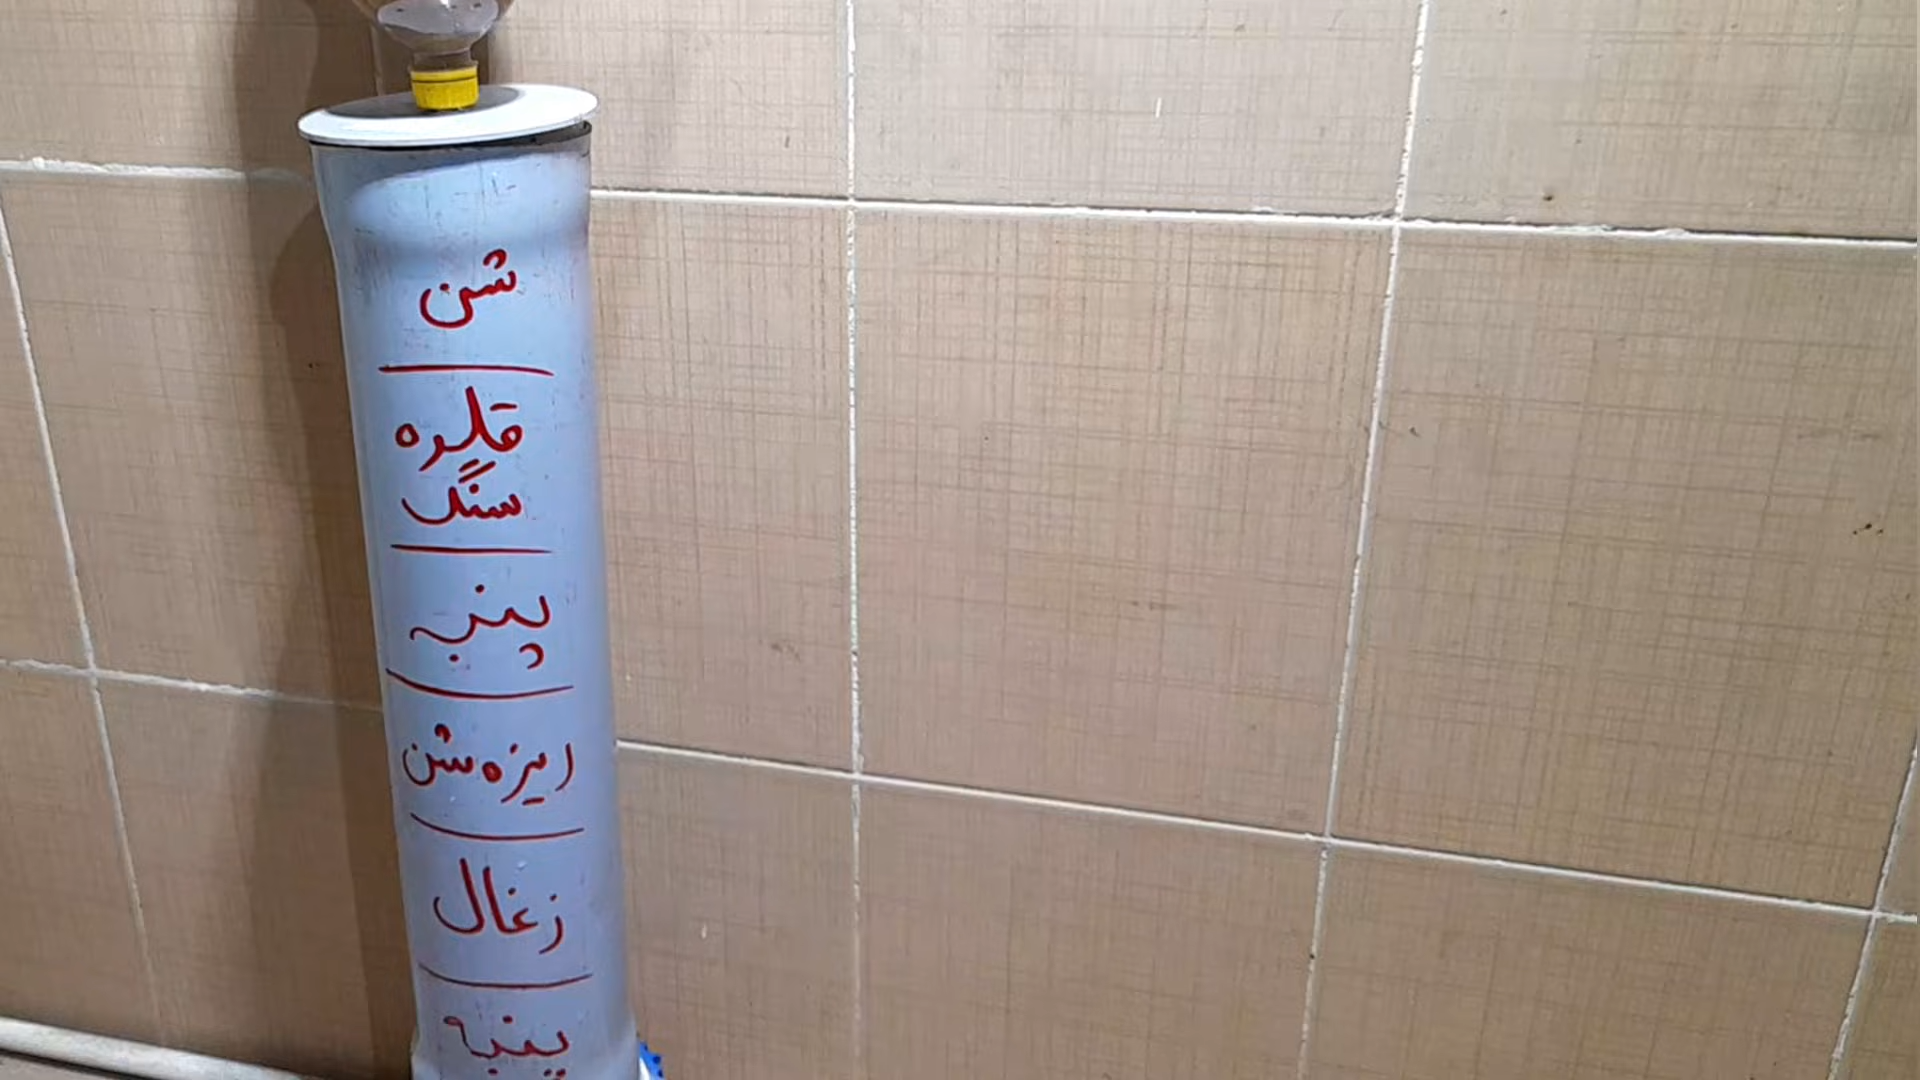 شن
قلوه
سنگ
پنبه
ریزه شن
زغال
پنبه